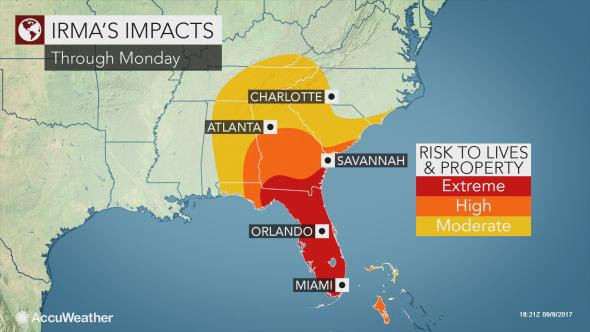 IRMA'S IMPACTS
Through Monday
CHARLOTTE
ATLANTA
SAVANNAH
RISK TO LIVES
& PROPERTY
Extreme
High
Moderate
ORLANDO
MIAMI
AccuWeather
18:21Z 09/9/2017